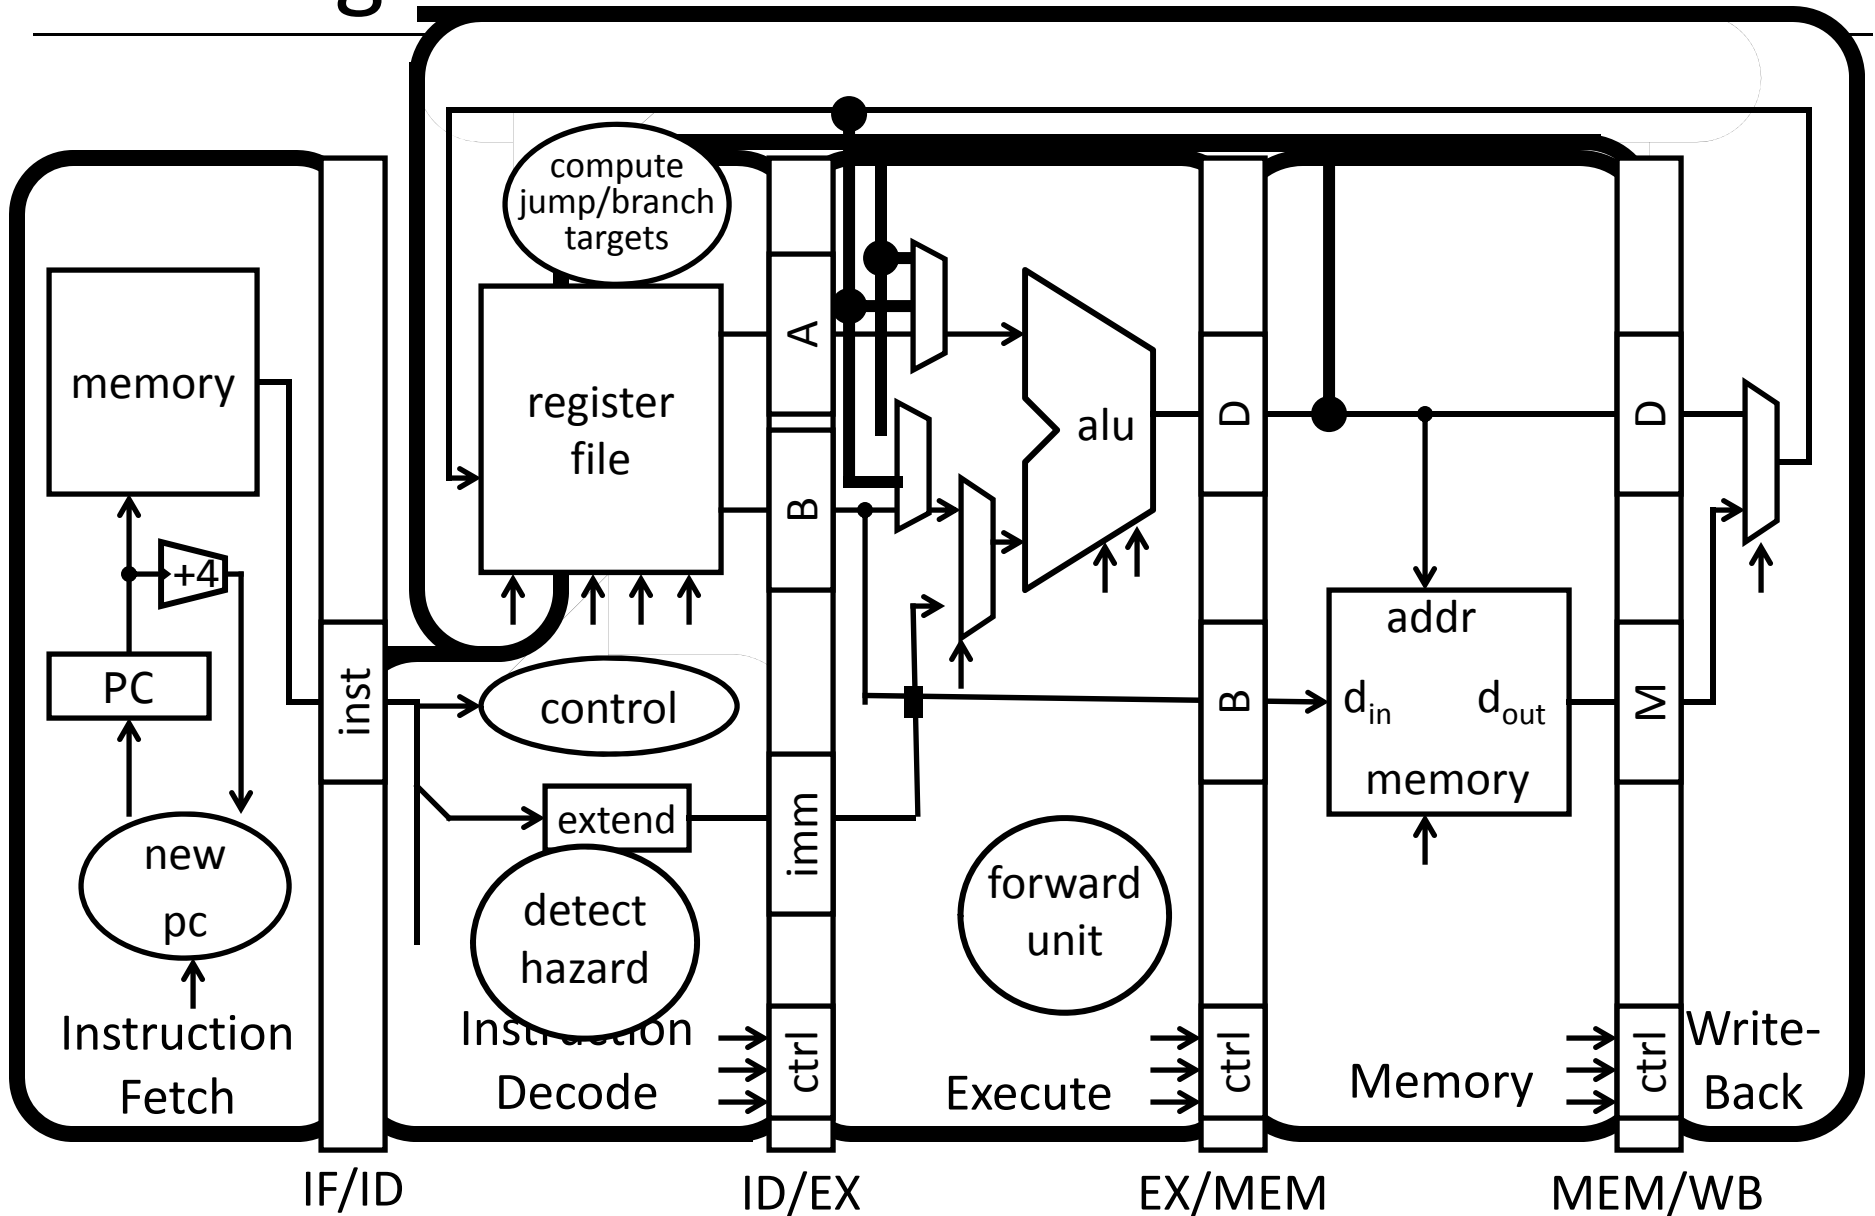 g
compute
jump/branch
targets
memory
register
file
A
B
alu
D
D
+4
PC
inst
control
addr
d_in
d_out
memory
B
M
extend
imm
new
pc
detect
hazard
forward
unit
Instruction
Fetch
Instruction
Decode
ctrl
Execute
ctrl
Memory
ctrl
Write-
Back
IF/ID
ID/EX
EX/MEM
MEM/WB